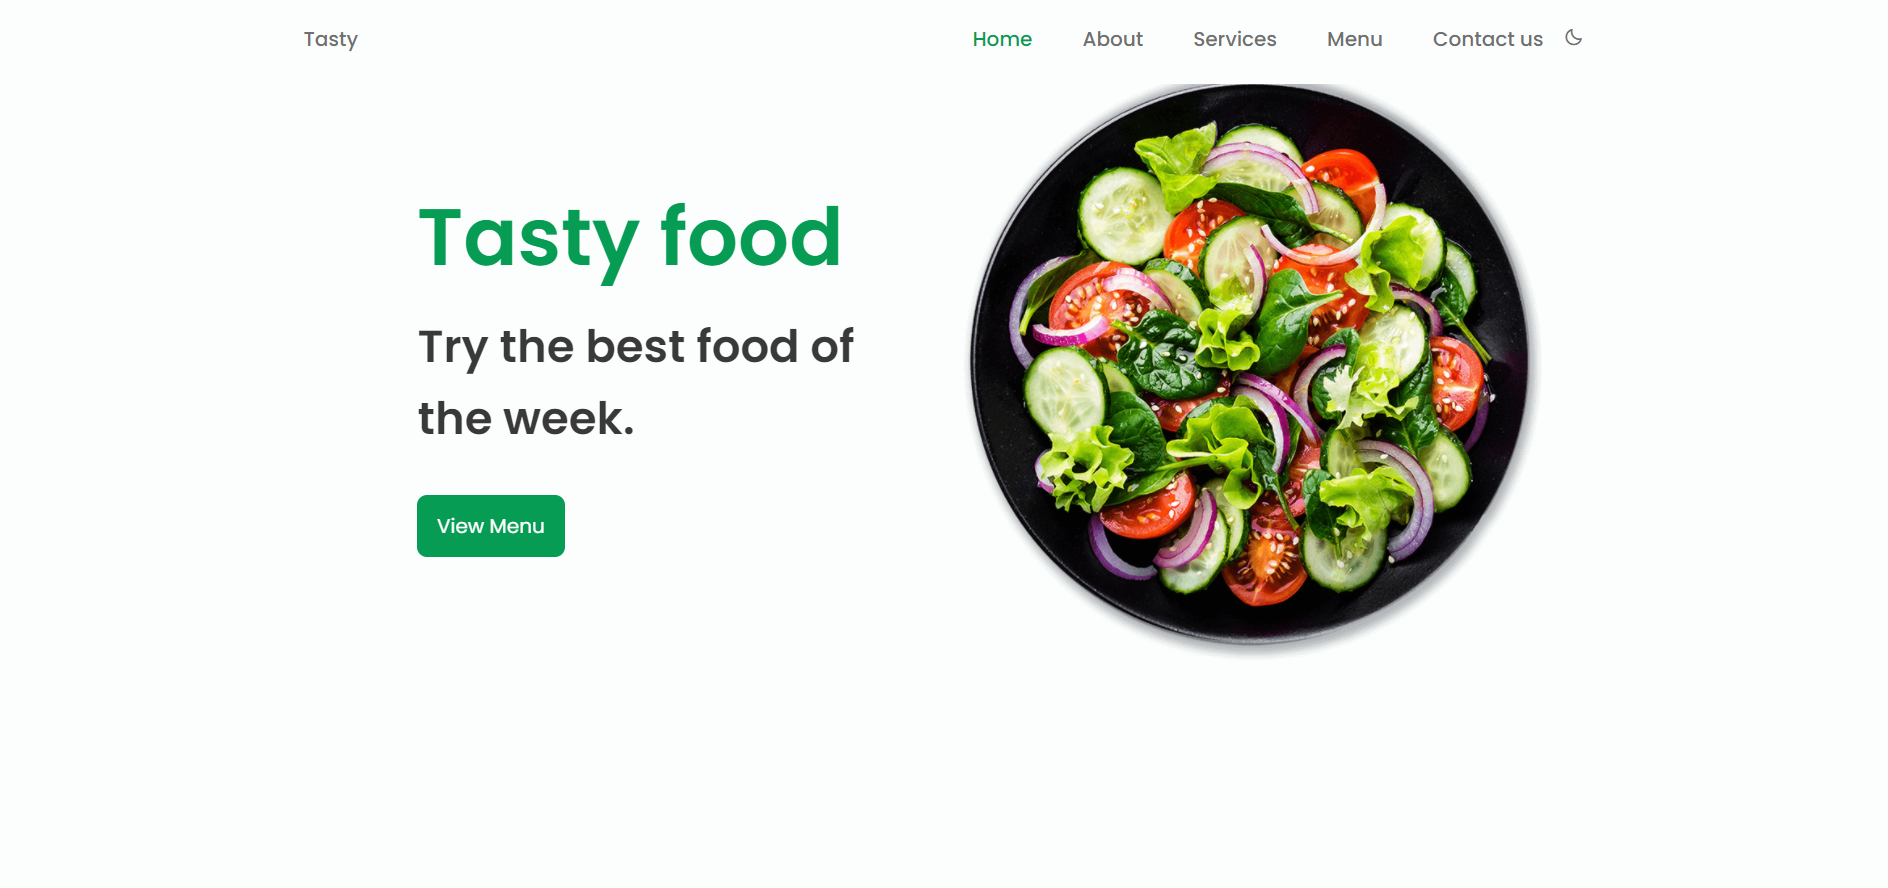 Tasty
Home About Services Menu Contact us
Tasty food
Try the best food of
the week.
View Menu